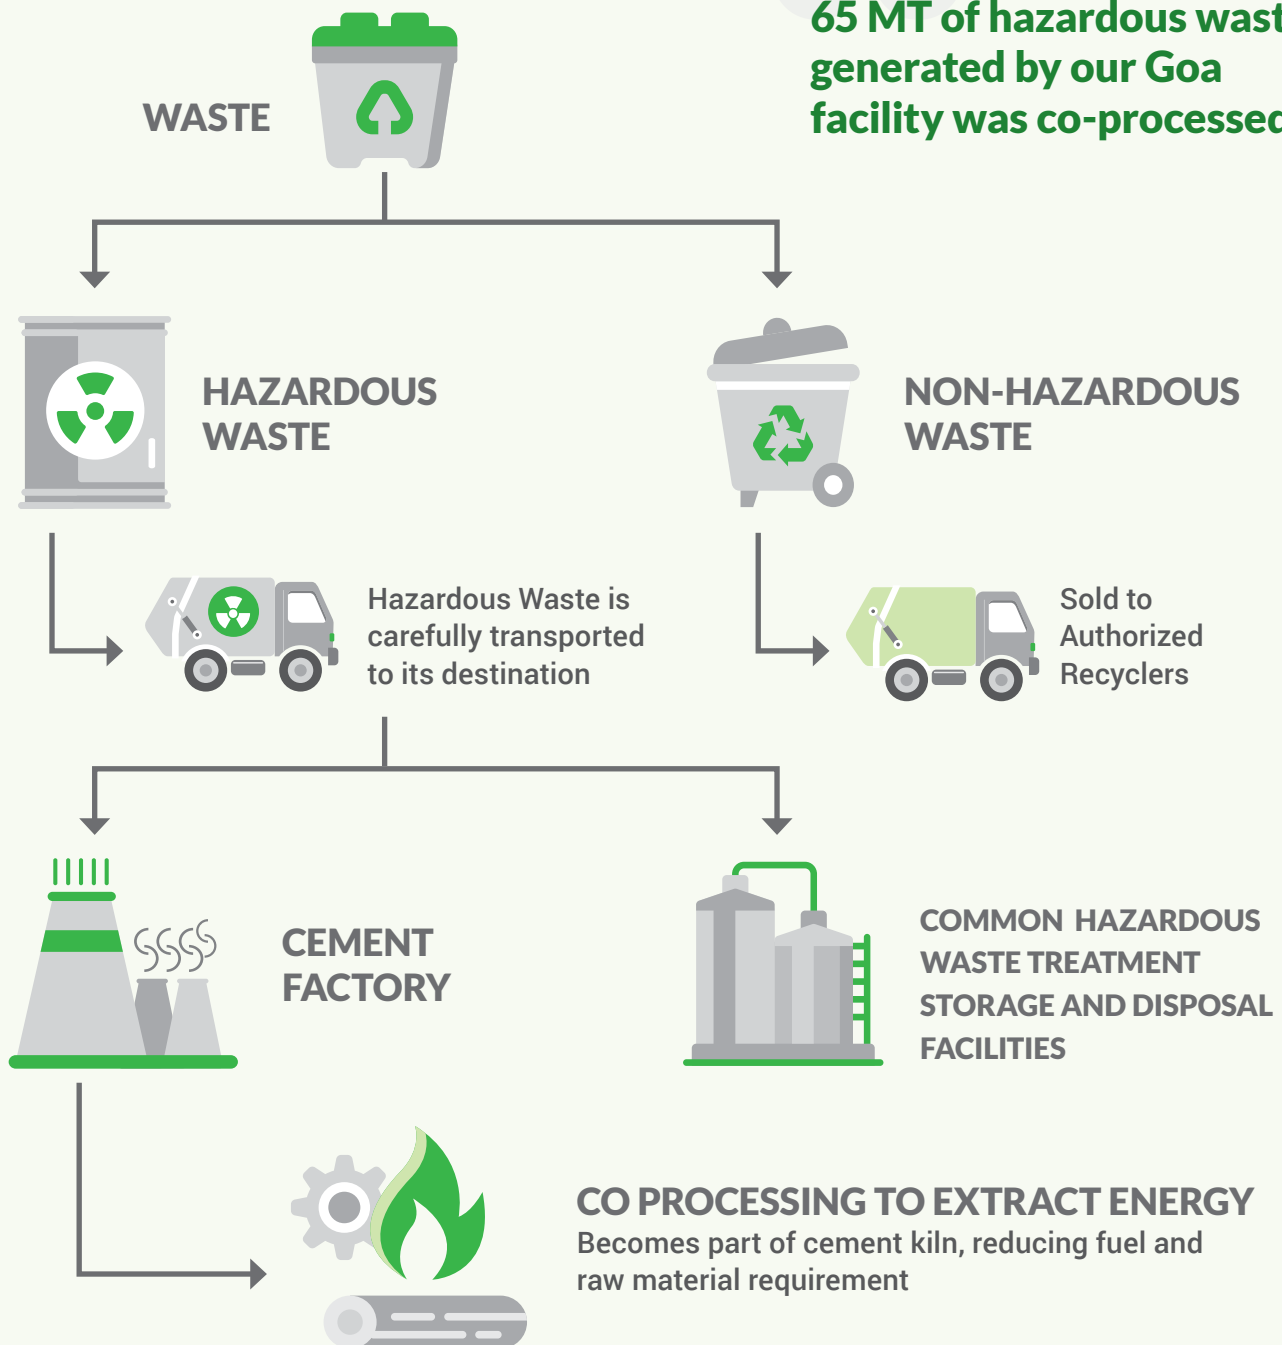 65 MT of hazardous wast
generated by our Goa
facility was co-processed
WASTE
HAZARDOUS
WASTE
NON-HAZARDOUS
WASTE
Hazardous Waste is
carefully transported
to its destination
Sold to
Authorized
Recyclers
CEMENT
FACTORY
COMMON HAZARDOUS
WASTE TREATMENT
STORAGE AND DISPOSAL
FACILITIES
CO PROCESSING TO EXTRACT ENERGY
Becomes part of cement kiln, reducing fuel and
raw material requirement